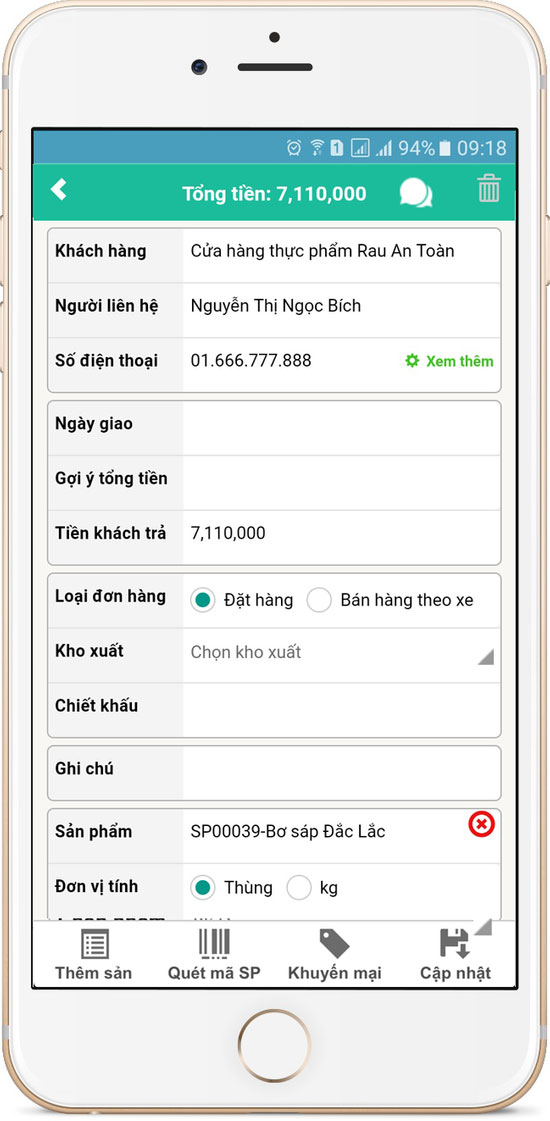 94% 09:18
Tổng tiền: 7,110,000
Khách hàng Cửa hàng thực phẩm Rau An Toàn
Người liên hệ Nguyễn Thị Ngọc Bích
Số điện thoại 01.666.777.888 Xem thêm
Ngày giao
Gợi ý tổng tiền
Tiền khách trả 7,110,000
Loại đơn hàng Đặt hàng Bán hàng theo xe
Kho xuất Chọn kho xuất
Chiết khấu
Ghi chú
Sản phẩm SP00039-Bơ sáp Đắc Lắc
Đơn vị tính Thùng kg
Thêm sản Quét mã SP Khuyến mại Cập nhật